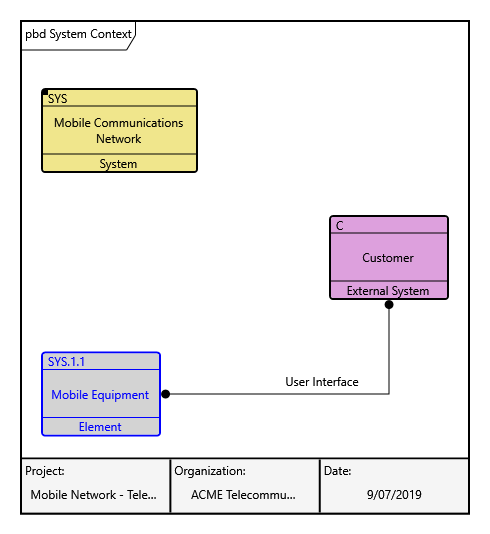 pbd System Context
SYS
Mobile Communications
Network
System
C
Customer
External System
SYS.1.1
Mobile Equipment
Element
User Interface
Project:
Mobile Network - Tele...
Organization:
ACME Telecommu...
Date:
9/07/2019